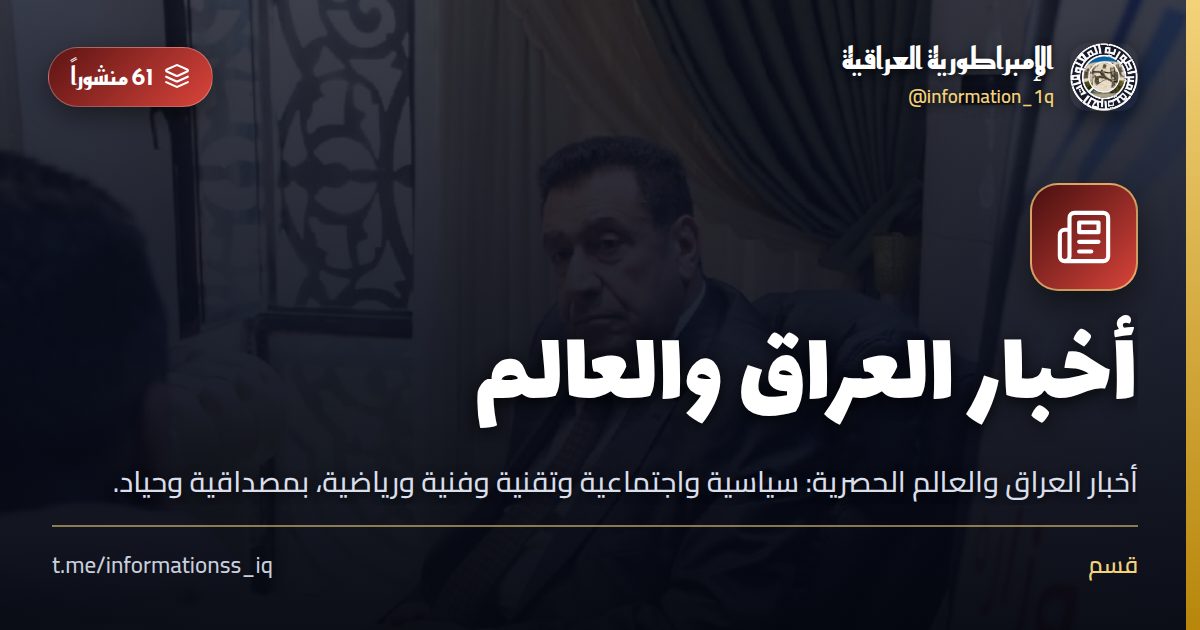 الإمبراطورية العراقية
@information_1q
61 منشوراً
أخبار العراق والعالم
أخبار العراق والعالم الحصرية: سياسية واجتماعية وتقنية وفنية ورياضية، بمصداقية وحياد.
قسم
t.me/informationss_iq